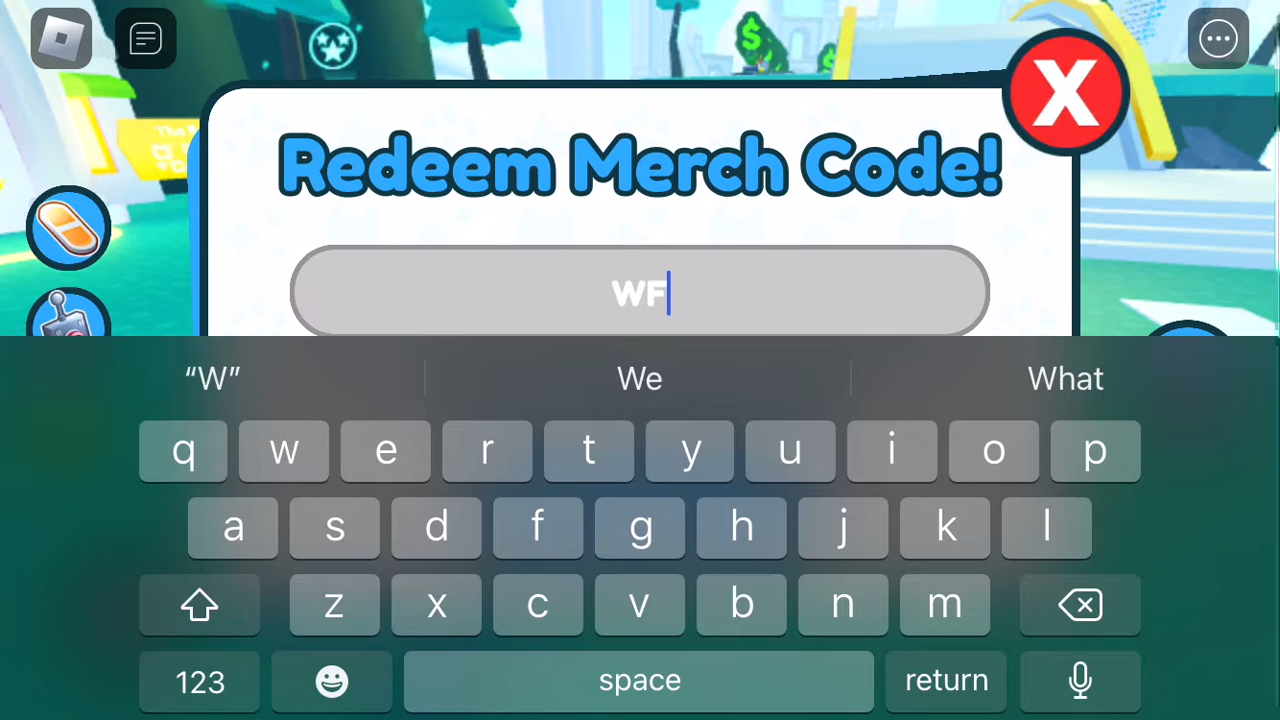 Redeem Merch Code!
X
WF
“W” We What
q w e r t y u i o p
a s d f g h j k l
z x c v b n m
123 space return